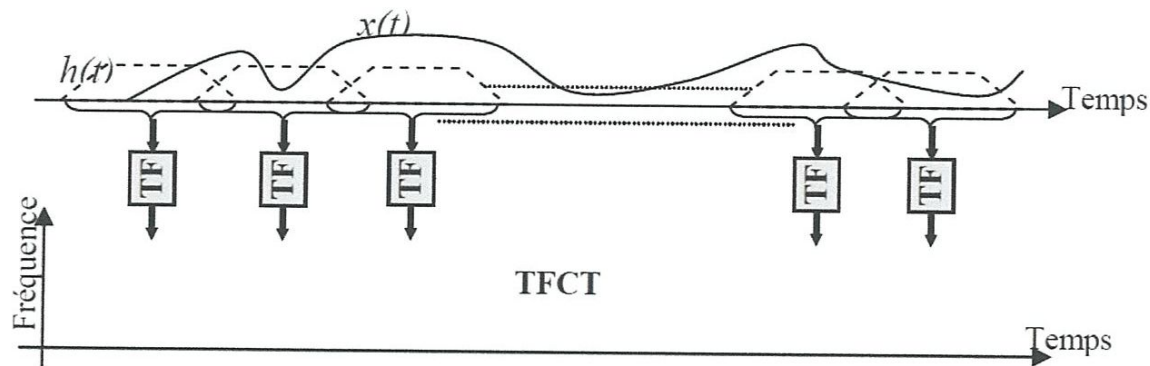 x(t)
h(t)
Temps
TF
TF
TF
TF
TF
Fréquence
TFCT
Temps